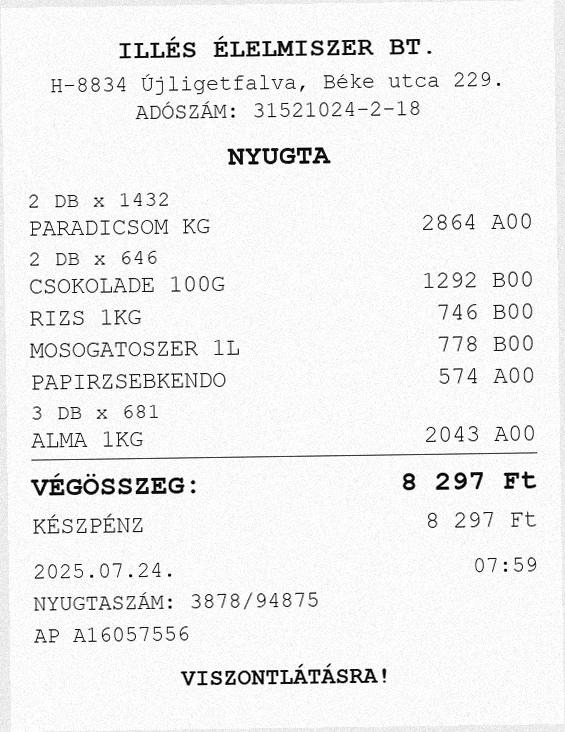 ILLÉS ÉLELMISZER BT.
H-8834 Újligetfalva, Béke utca 229.
ADÓSZÁM: 31521024-2-18
NYUGTA
2 DB x 1432
PARADICSOM KG 2864 A00
2 DB x 646
CSOKOLADE 100G 1292 B00
RIZS 1KG 746 B00
MOSOGATOSZER 1L 778 B00
PAPIRZSEBKENDO 574 A00
3 DB x 681
ALMA 1KG 2043 A00
VÉGÖSSZEG: 8 297 Ft
KÉSZPÉNZ 8 297 Ft
2025.07.24. 07:59
NYUGTASZÁM: 3878/94875
AP A16057556
VISZONTLÁTÁSRA!